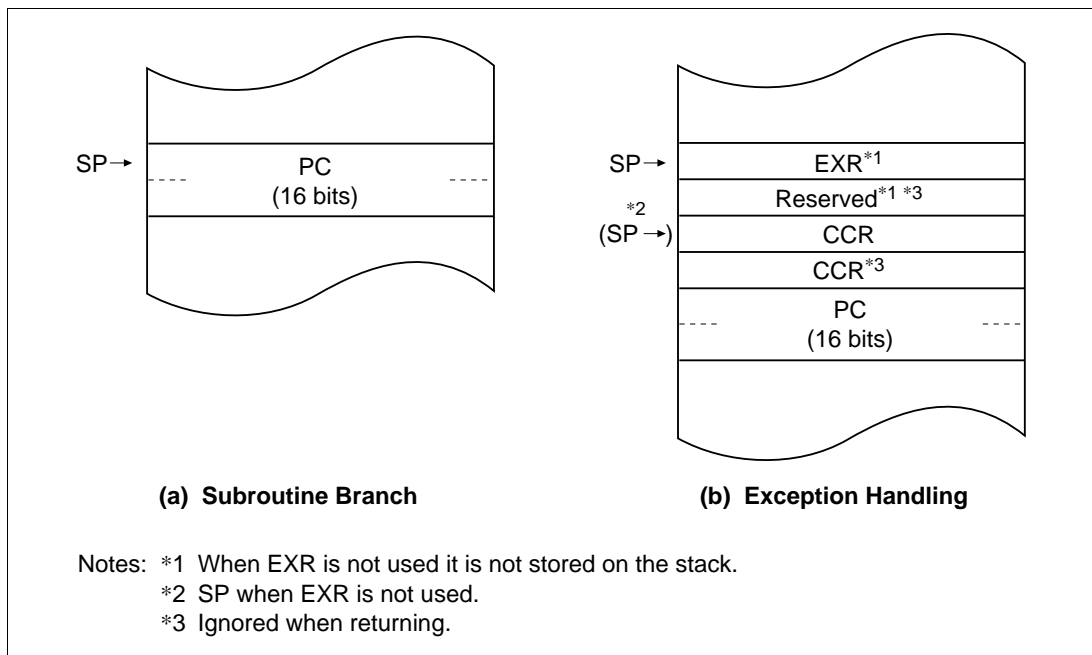 SP→
PC
(16 bits)
(a) Subroutine Branch
SP→
EXR*1
Reserved*1 *3
*2
(SP→)
CCR
CCR*3
PC
(16 bits)
(b) Exception Handling
Notes: *1 When EXR is not used it is not stored on the stack.
*2 SP when EXR is not used.
*3 Ignored when returning.